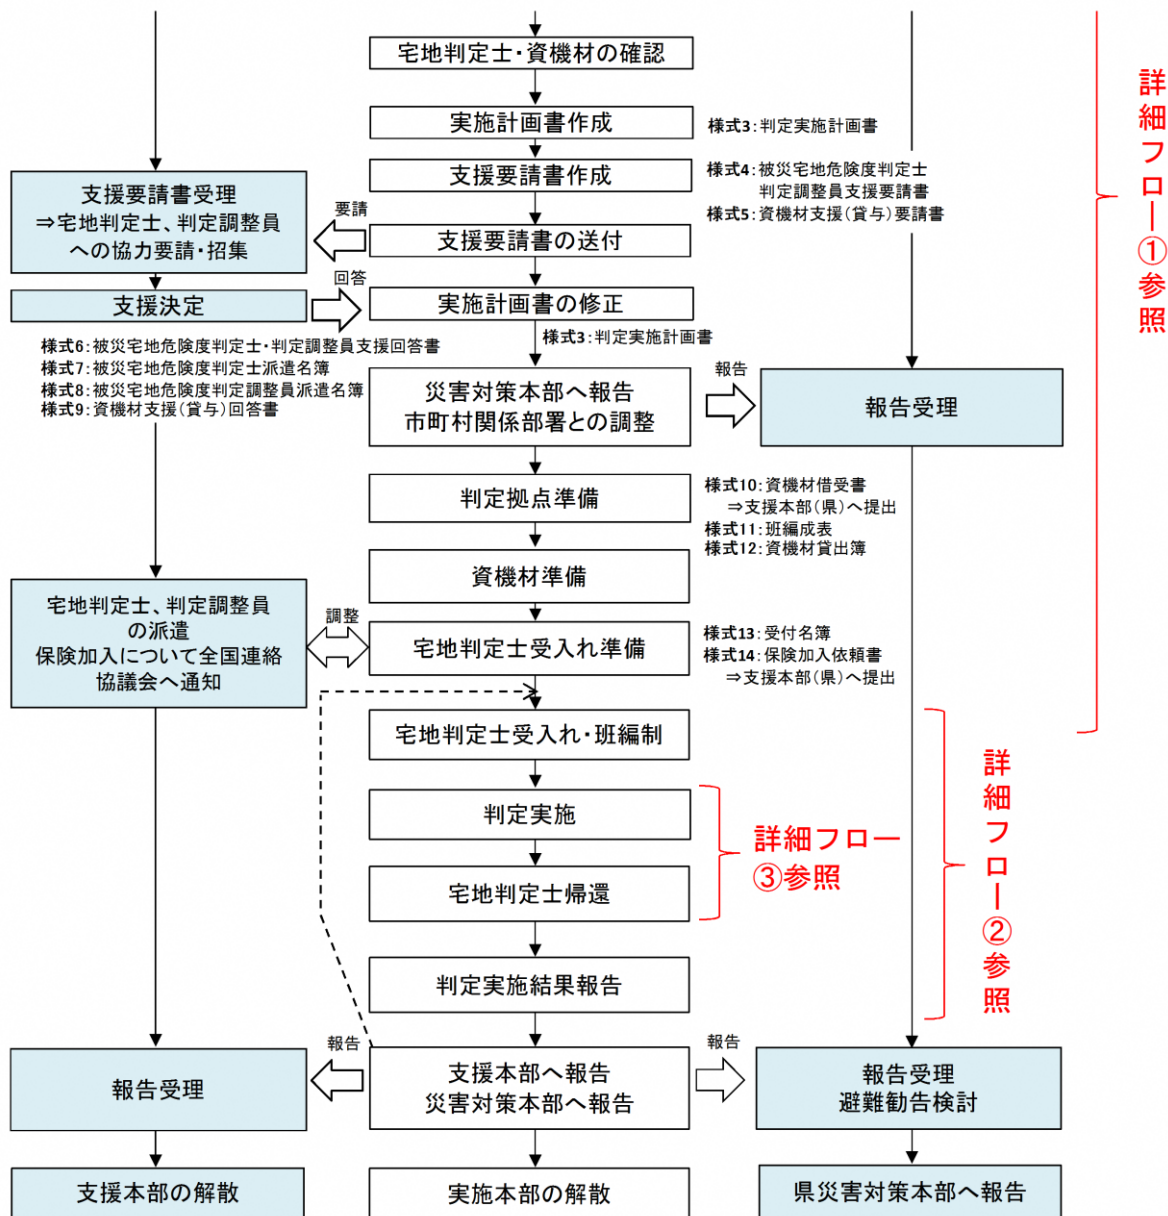 宅地判定士・資機材の確認
実施計画書作成
様式3:判定実施計画書
支援要請書作成
様式4:被災宅地危険度判定士
判定調整員支援要請書
様式5:資機材支援(貸与)要請書
支援要請書受理
⇒宅地判定士、判定調整員
への協力要請・招集
要請
支援要請書の送付
支援決定
回答
実施計画書の修正
様式3:判定実施計画書
様式6:被災宅地危険度判定士・判定調整員支援回答書
様式7:被災宅地危険度判定士派遣名簿
様式8:被災宅地危険度判定調整員派遣名簿
様式9:資機材支援(貸与)回答書
災害対策本部へ報告
市町村関係部署との調整
報告
報告受理
判定拠点準備
様式10:資機材借受書
⇒支援本部(県)へ提出
様式11:班編成表
様式12:資機材貸出簿
資機材準備
宅地判定士、判定調整員
の派遣
保険加入について全国連絡
協議会へ通知
調整
宅地判定士受入れ準備
様式13:受付名簿
様式14:保険加入依頼書
⇒支援本部(県)へ提出
宅地判定士受入れ・班編制
判定実施
宅地判定士帰還
判定実施結果報告
報告受理
報告
支援本部へ報告
災害対策本部へ報告
報告
報告受理
避難勧告検討
支援本部の解散
実施本部の解散
県災害対策本部へ報告
詳細フロー①参照
詳細フロー②参照
詳細フロー
③参照